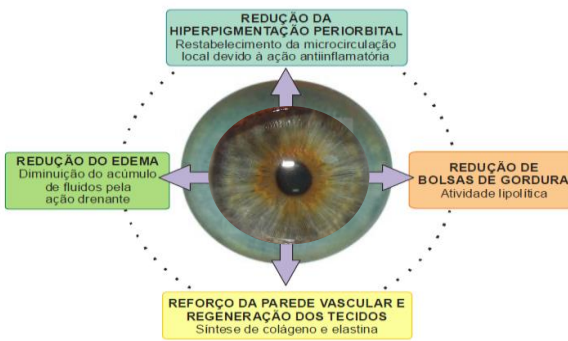 REDUÇÃO DA
HIPERPIGMENTAÇÃO PERIORBITAL
Restabelecimento da microcirculação
local devido à ação antiinflamatória
REDUÇÃO DO EDEMA
Diminuição do acúmulo
de fluidos pela
ação drenante
REDUÇÃO DE
BOLSAS DE GORDURA
Atividade lipolítica
REFORÇO DA PAREDE VASCULAR E
REGENERAÇÃO DOS TECIDOS
Síntese de colágeno e elastina